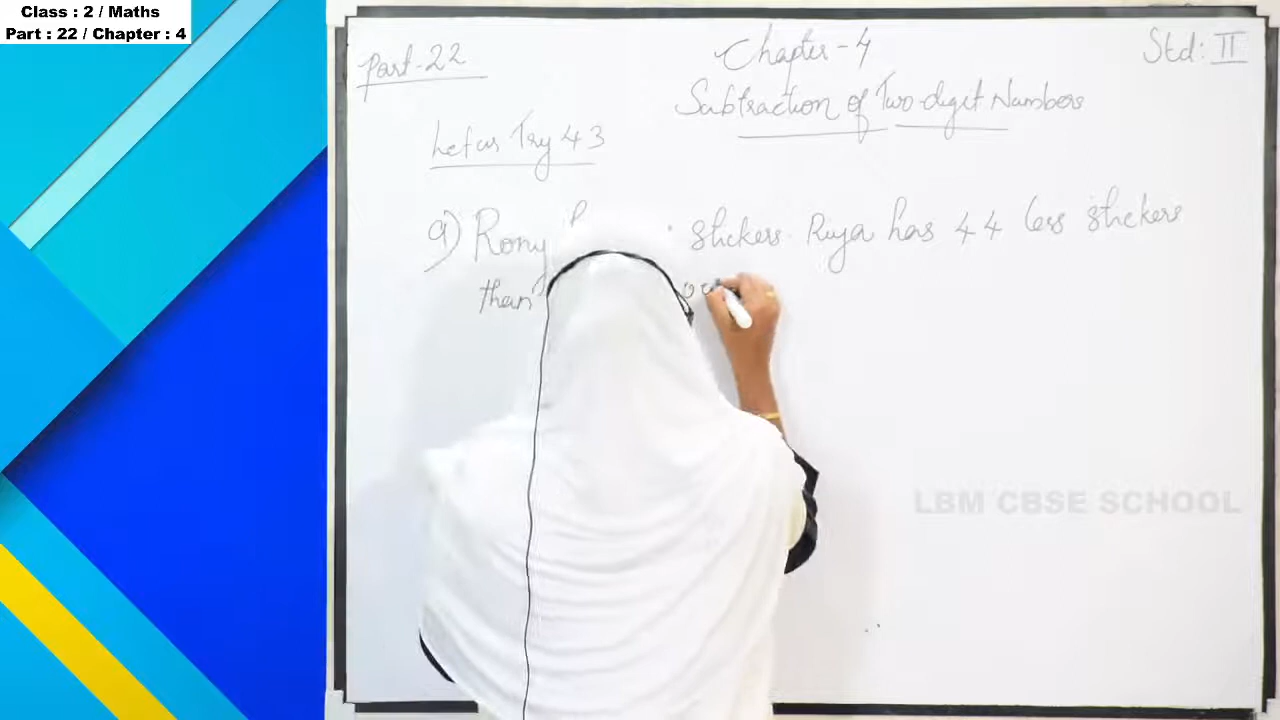 Class : 2 / Maths
Part : 22 / Chapter : 4
Part-22
Chapter-4
Std: II
Subtraction of Two-digit Numbers
Let us Try 43
a) Rony stickers. Riya has 44 less stickers
than
LBM CBSE SCHOOL